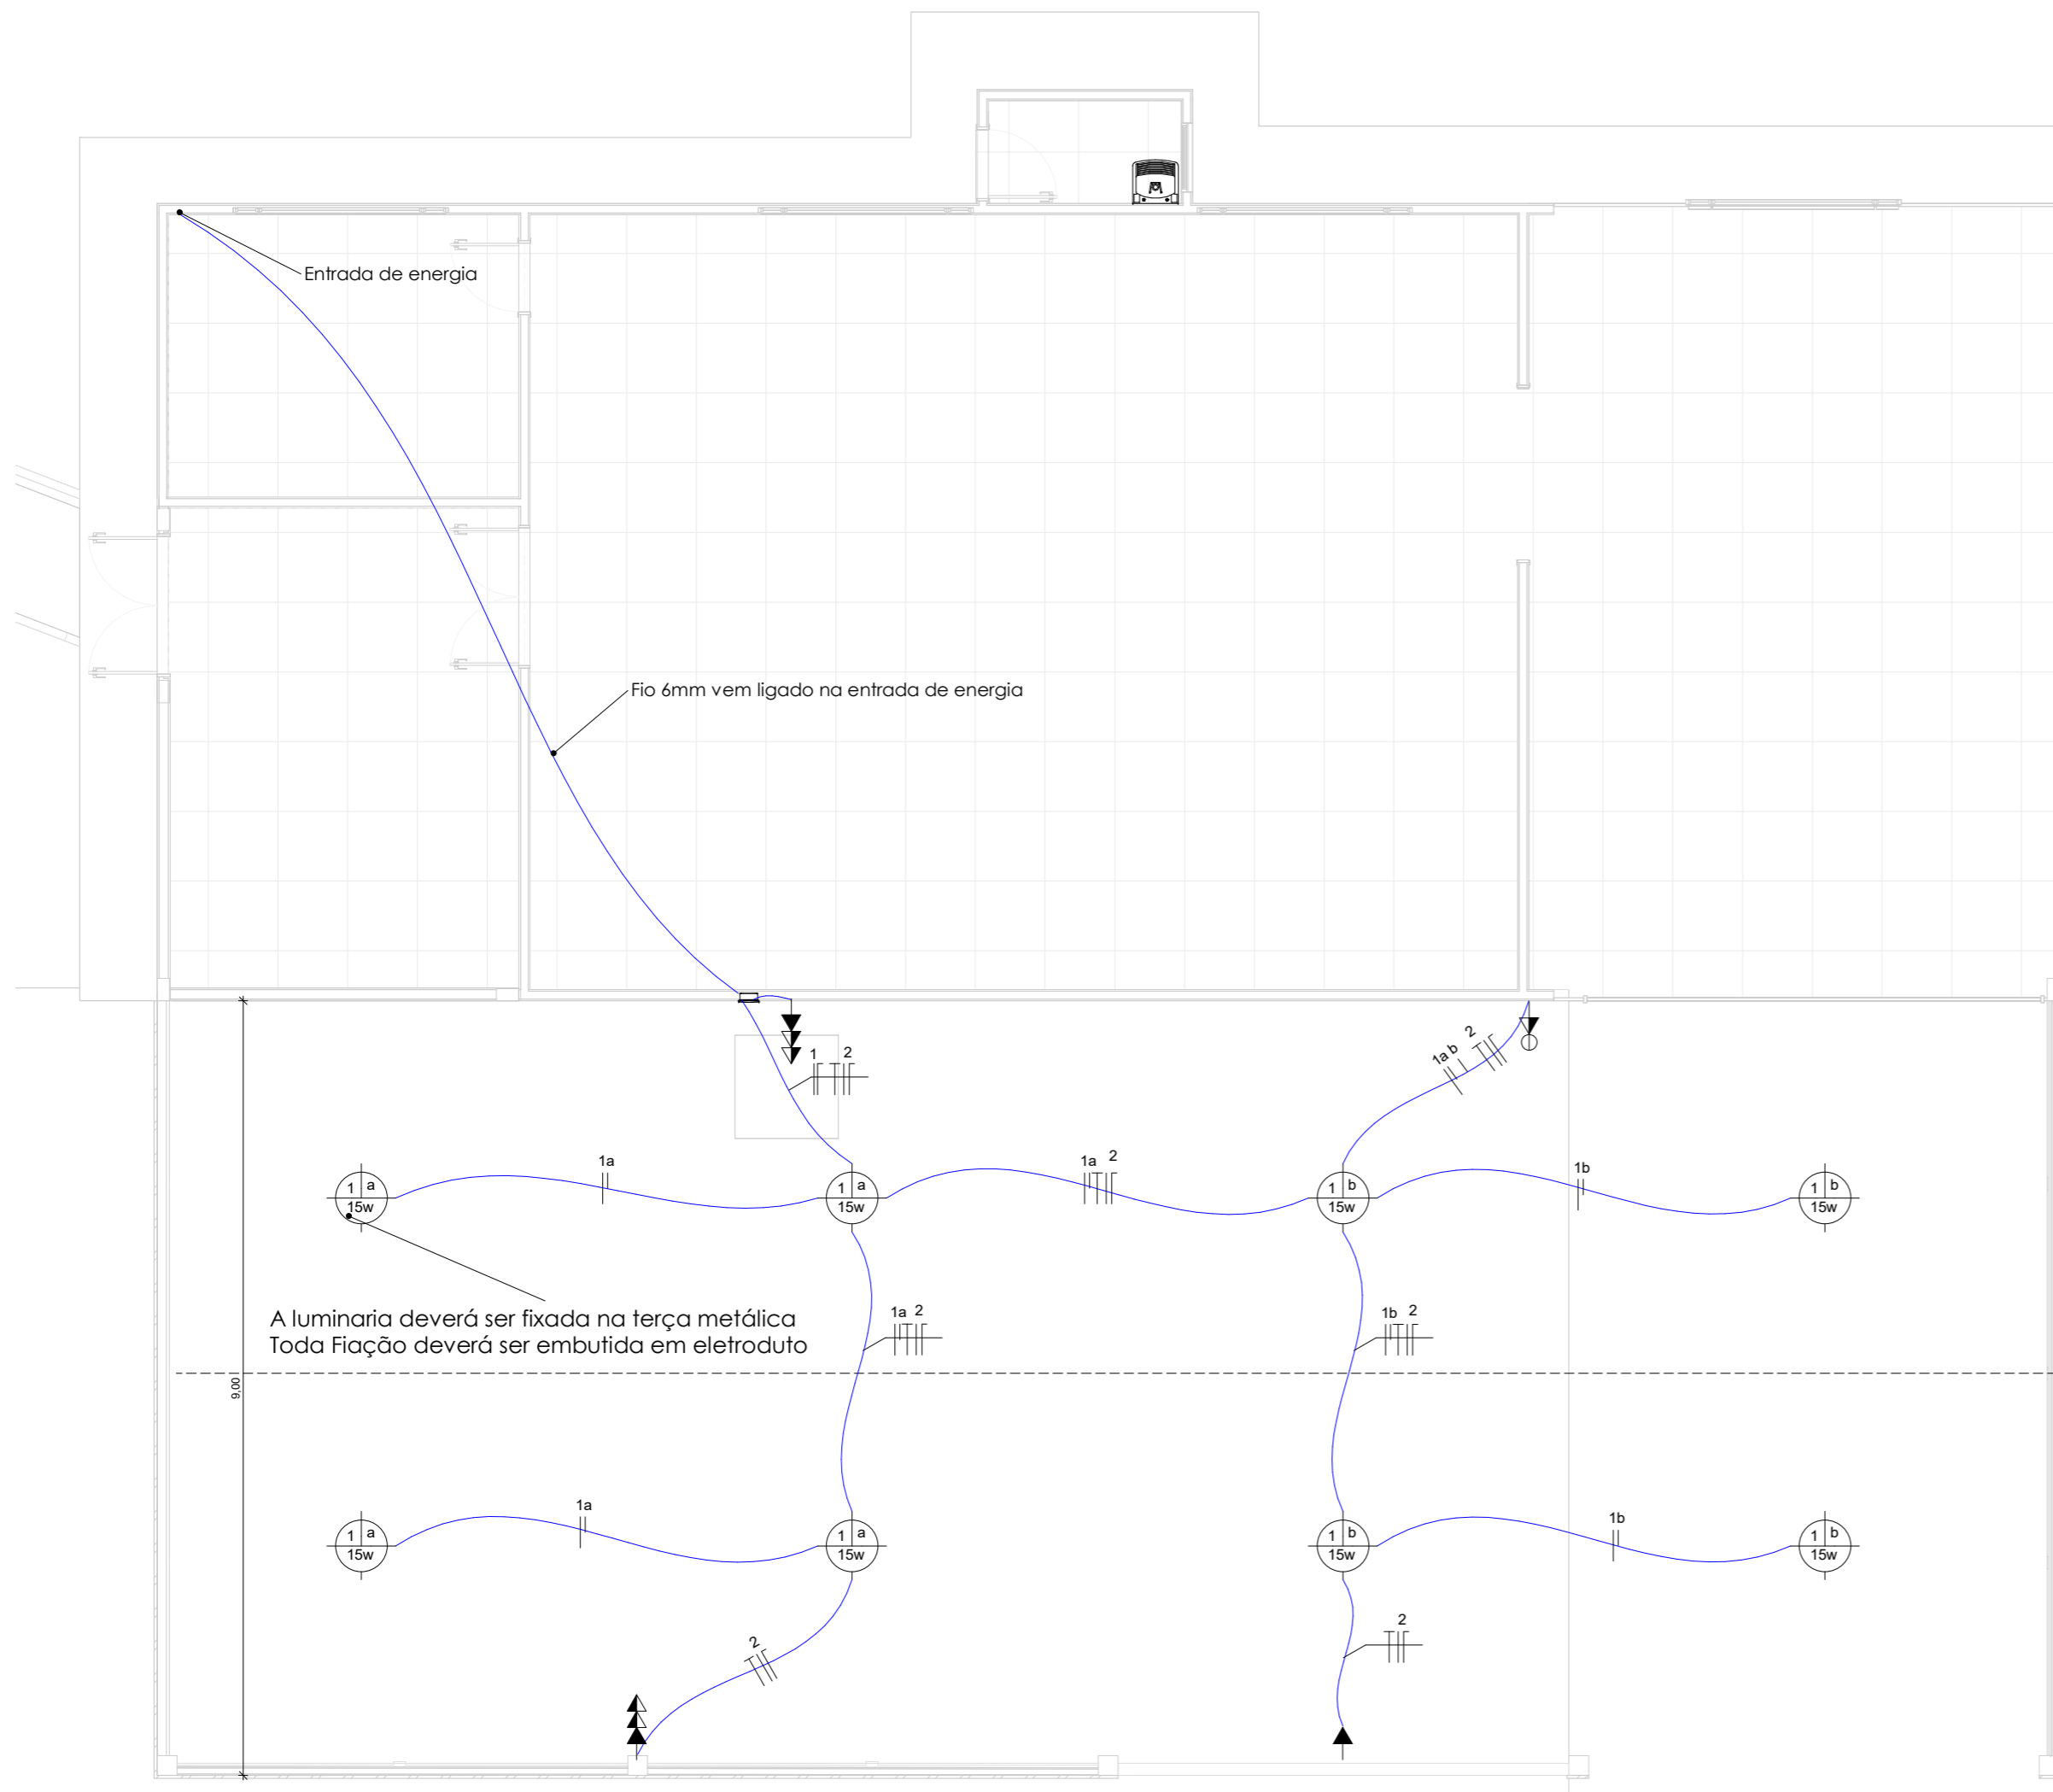 Entrada de energia
Fio 6mm vem ligado na entrada de energia
1 2
1a b 2
1a
1a 2
1b
1 a
15w
1 a
15w
1 b
15w
1 b
15w
A luminaria deverá ser fixada na terça metálica
Toda Fiação deverá ser embutida em eletroduto
1a 2
1b 2
9,00
1a
1b
1 a
15w
1 a
15w
1 b
15w
1 b
15w
2
2